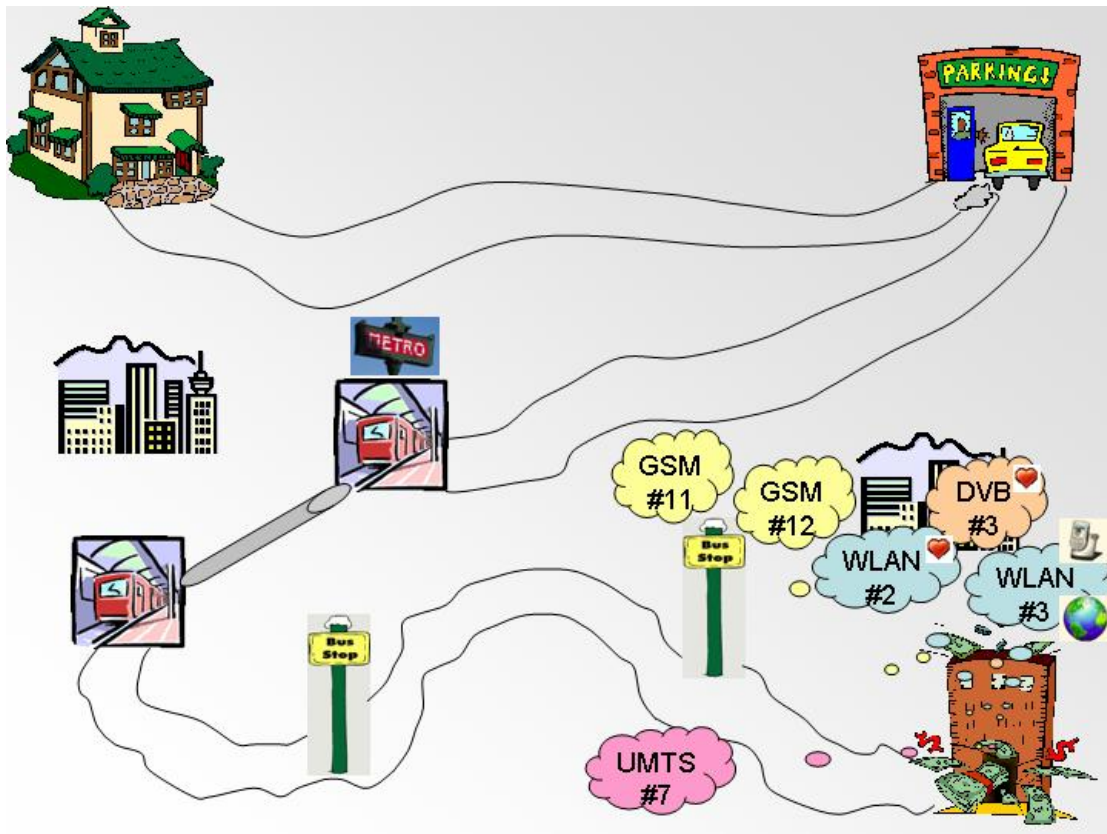 PARKING
METRO
GSM
#11
GSM
#12
DVB
#3
Bus
Stop
WLAN
#2
WLAN
#3
Bus
Stop
UMTS
#7